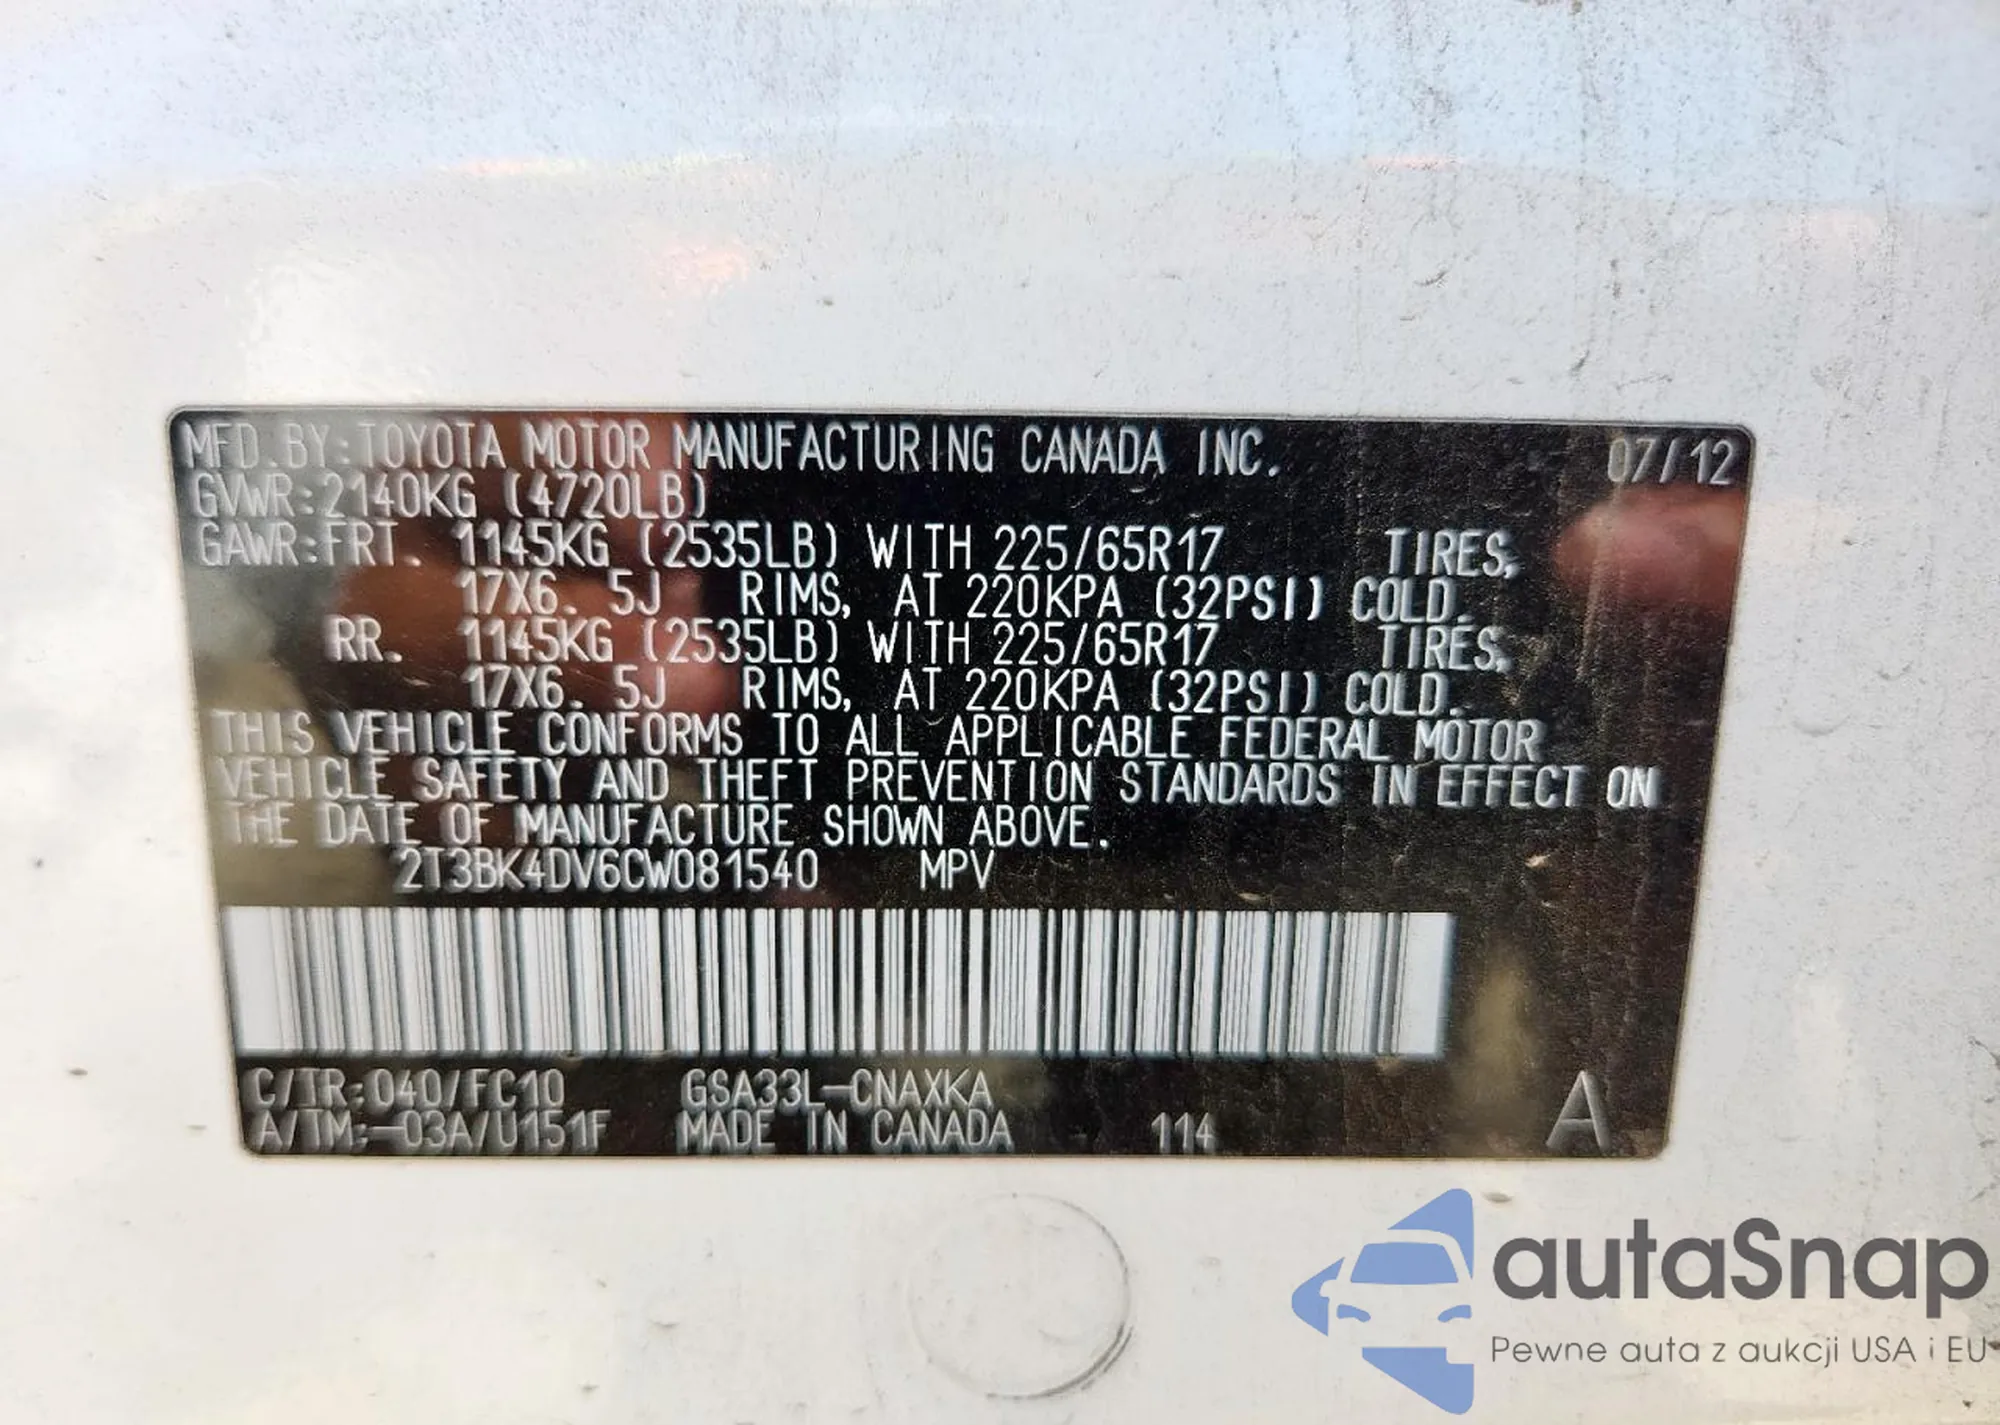 MFD.BY:TOYOTA MOTOR MANUFACTURING CANADA INC. 07/12
GVWR:2140KG (4720LB)
GAWR:FRT. 1145KG (2535LB) WITH 225/65R17 TIRES,
17X6.5J RIMS, AT 220KPA (32PSI) COLD.
RR. 1145KG (2535LB) WITH 225/65R17 TIRES,
17X6.5J RIMS, AT 220KPA (32PSI) COLD.
THIS VEHICLE CONFORMS TO ALL APPLICABLE FEDERAL MOTOR
VEHICLE SAFETY AND THEFT PREVENTION STANDARDS IN EFFECT ON
THE DATE OF MANUFACTURE SHOWN ABOVE.
2T3BK4DV6CW081540 MPV
C/TR:040/FC10 GSA33L-CNAXKA
A/TM:-03A/U151F MADE IN CANADA 114 A
autaSnap
Pewne auta z aukcji USA i EU